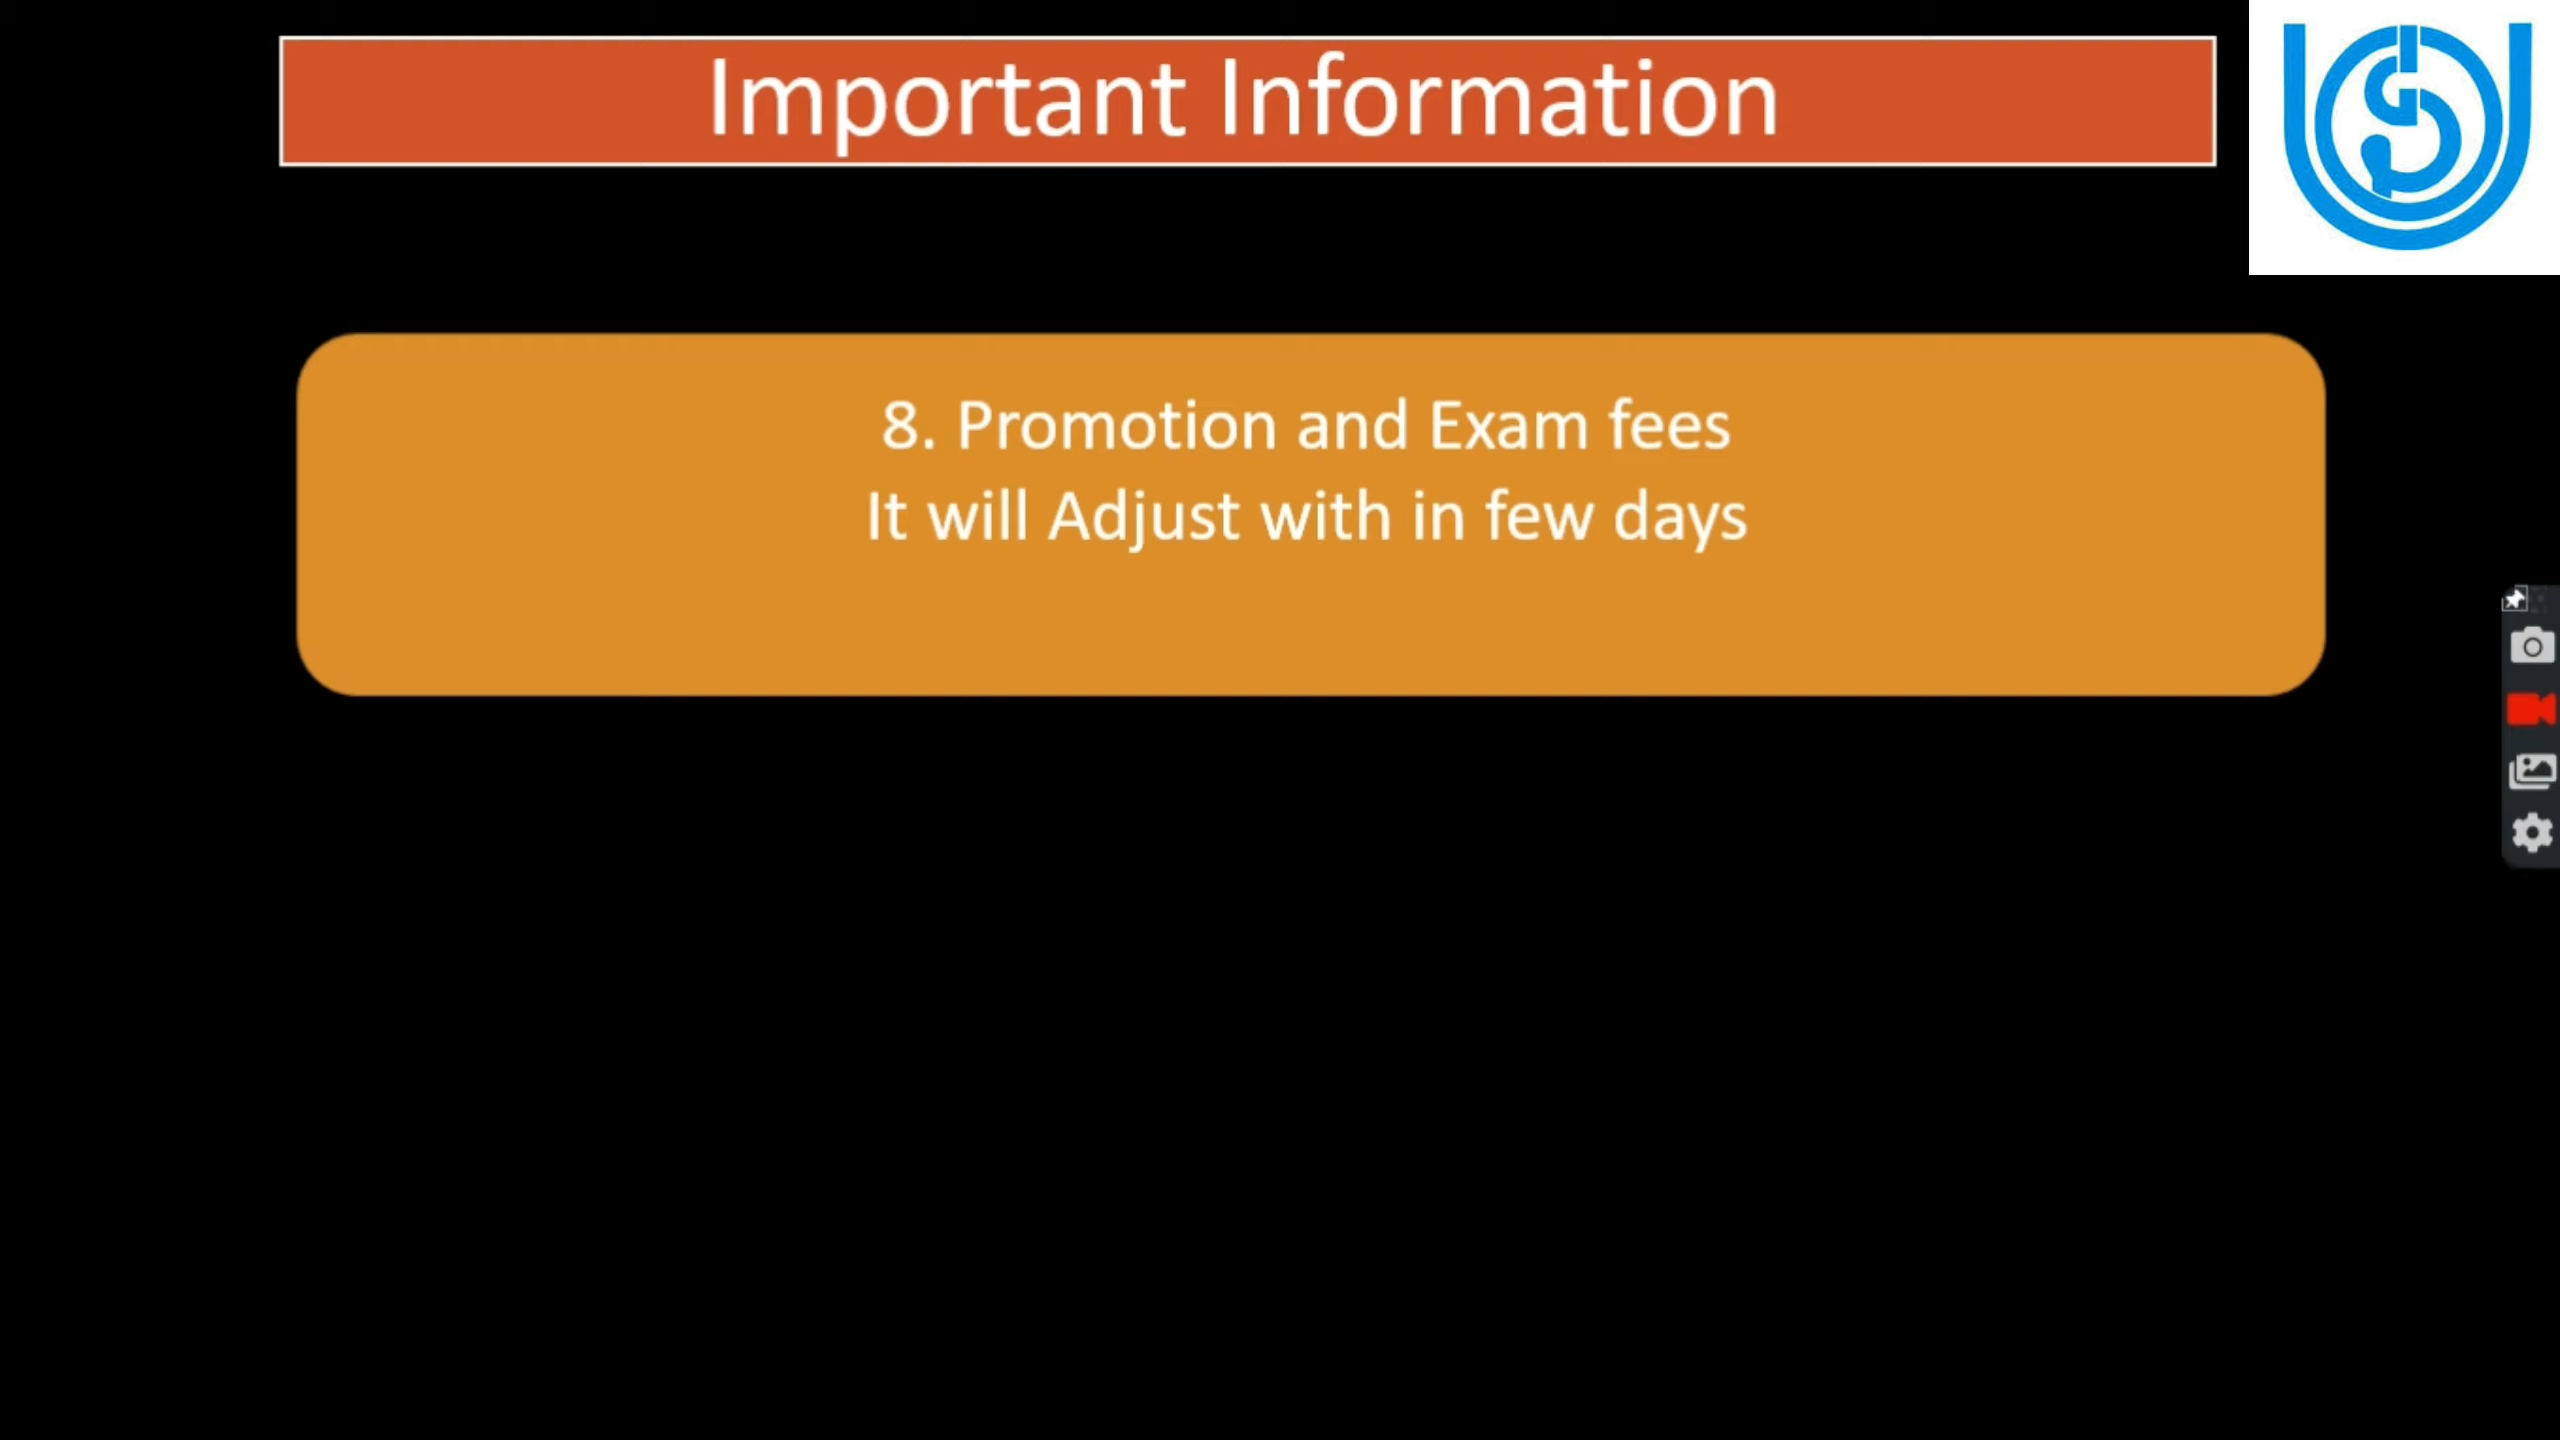 Important Information
8. Promotion and Exam fees
It will Adjust with in few days